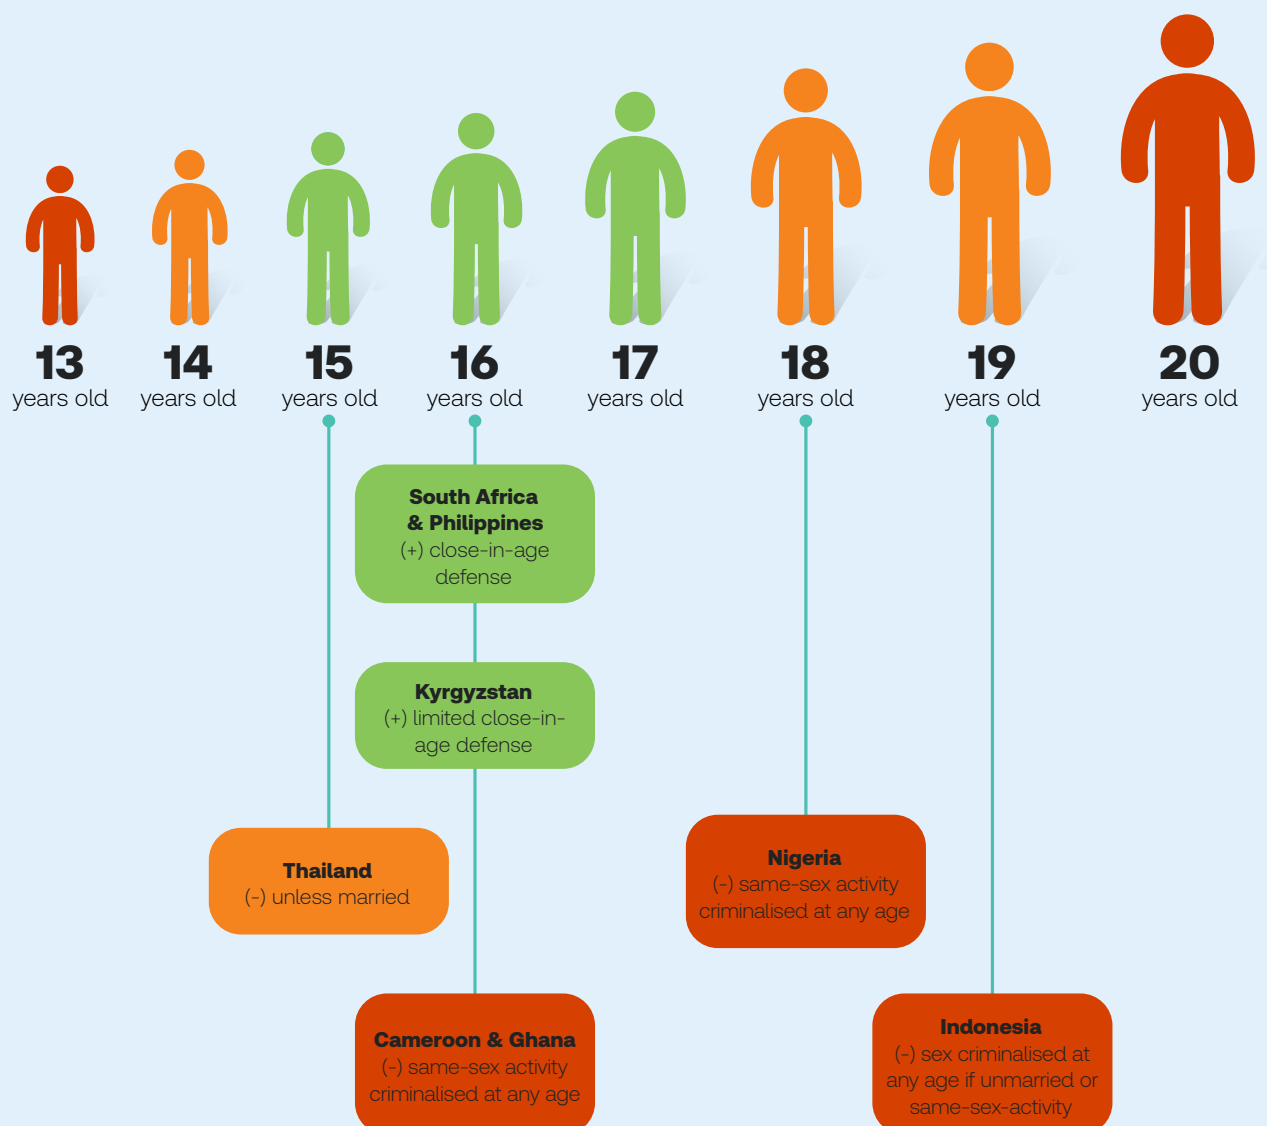 13
years old
14
years old
15
years old
16
years old
17
years old
18
years old
19
years old
20
years old
South Africa
& Philippines
(+) close-in-age
defense
Kyrgyzstan
(+) limited close-in-
age defense
Thailand
(-) unless married
Nigeria
(-) same-sex activity
criminalised at any age
Cameroon & Ghana
(-) same-sex activity
criminalised at any age
Indonesia
(-) sex criminalised at
any age if unmarried or
same-sex-activity